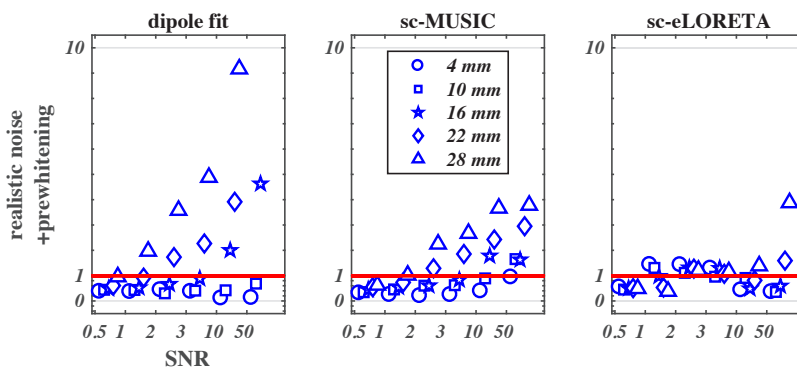 dipole fit
sc-MUSIC
sc-eLORETA
realistic noise
+prewhitening
10
1
0
0.5 1 2 3 10 50
SNR
10
1
0
0.5 1 2 3 10 50
4 mm
10 mm
16 mm
22 mm
28 mm
10
1
0
0.5 1 2 3 10 50